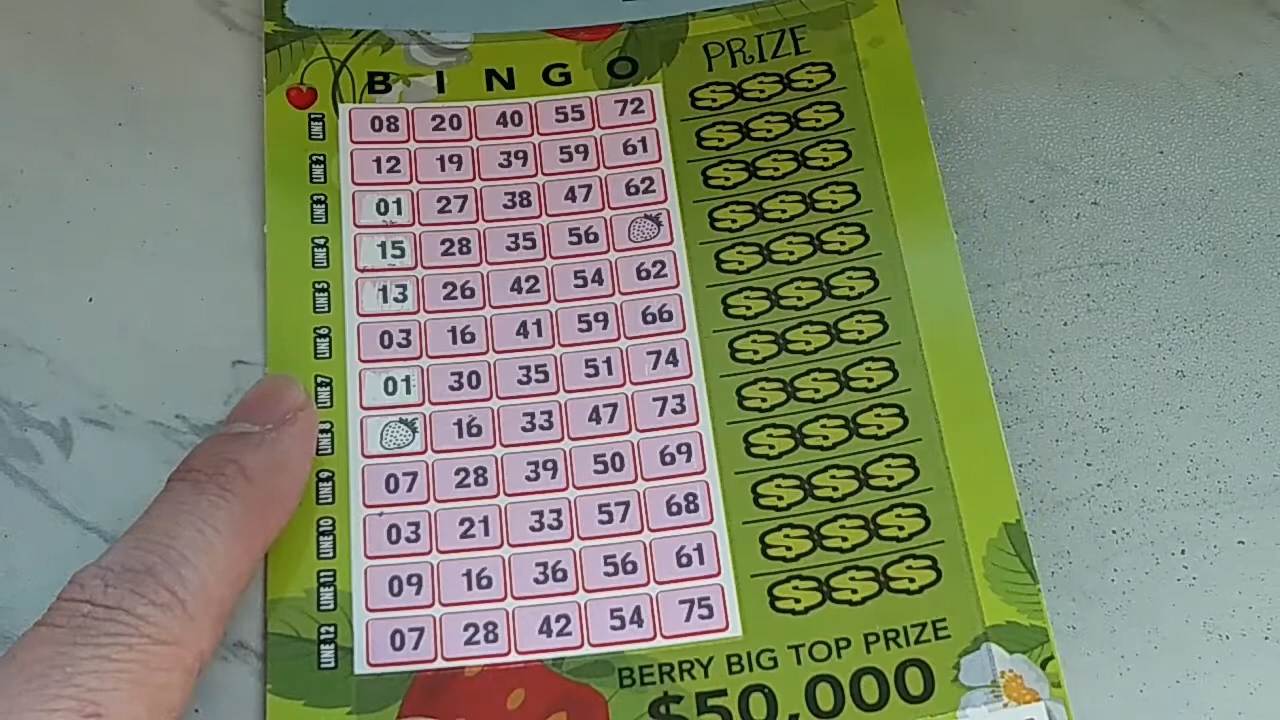 B I N G O PRIZE
LINE 1 08 20 40 55 72 $$$
LINE 2 12 19 39 59 61 $$$
LINE 3 01 27 38 47 62 $$$
LINE 4 15 28 35 56 $$$
LINE 5 13 26 42 54 62 $$$
LINE 6 03 16 41 59 66 $$$
LINE 7 01 30 35 51 74 $$$
LINE 8 16 33 47 73 $$$
LINE 9 07 28 39 50 69 $$$
LINE 10 03 21 33 57 68 $$$
LINE 11 09 16 36 56 61 $$$
LINE 12 07 28 42 54 75 $$$
BERRY BIG TOP PRIZE
$50,000